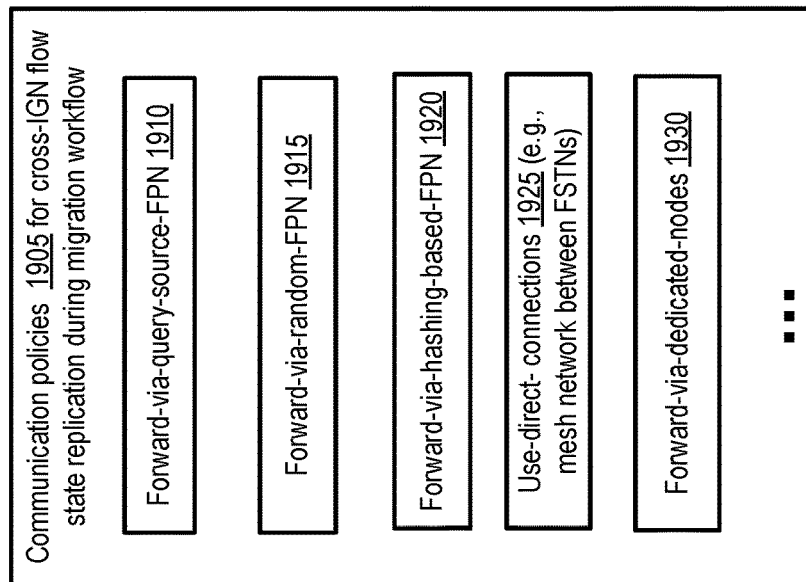 Communication policies 1905 for cross-IGN flow
state replication during migration workflow
Forward-via-query-source-FPN 1910
Forward-via-random-FPN 1915
Forward-via-hashing-based-FPN 1920
Use-direct- connections 1925 (e.g.,
mesh network between FSTNs)
Forward-via-dedicated-nodes 1930